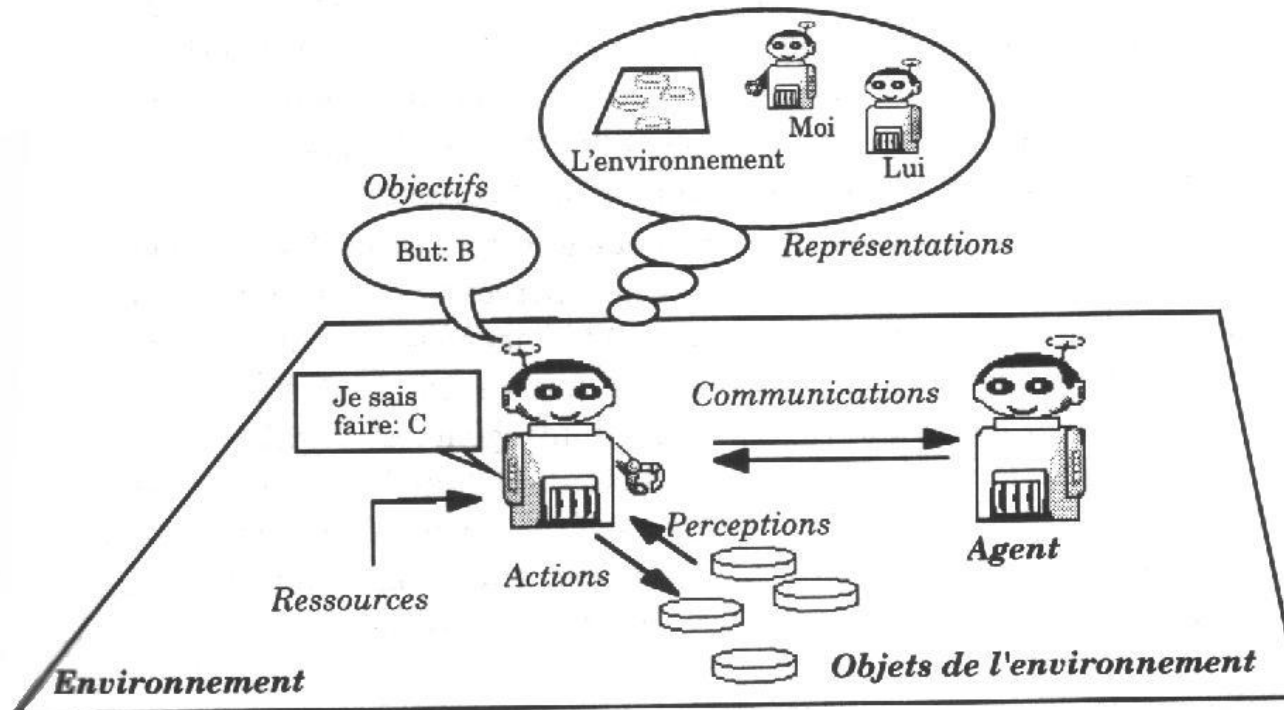 Moi
L'environnement
Lui
Objectifs
But: B
Représentations
Je sais
faire: C
Communications
Perceptions
Agent
Actions
Ressources
Objets de l'environnement
Environnement